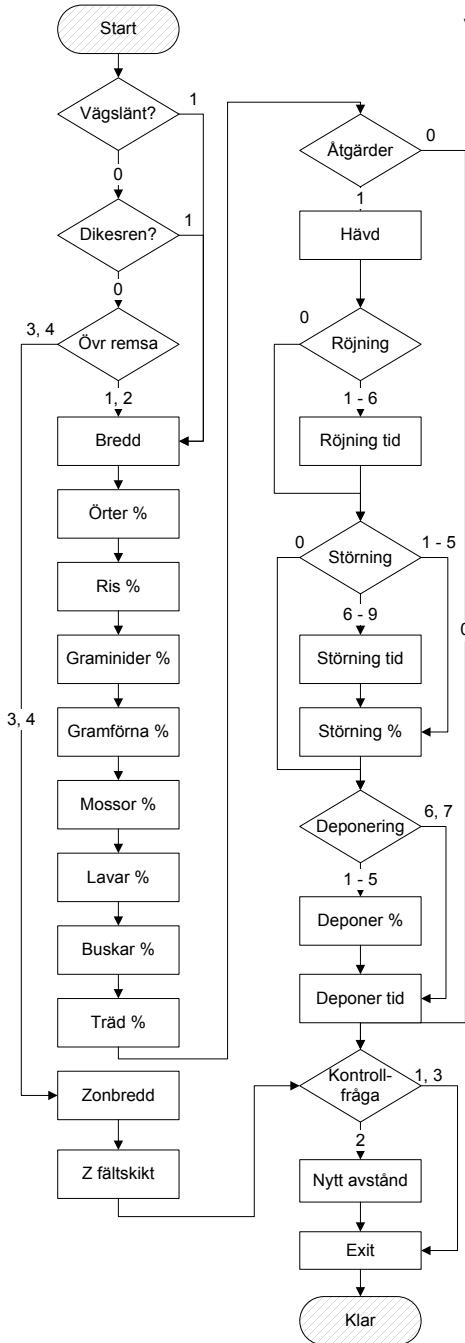 Start
Vägslänt?
1
0
Dikesren?
1
0
3, 4
Övr remsa
1, 2
Bredd
Örter %
Ris %
Graminider %
Gramförna %
3, 4
Mossor %
Lavar %
Buskar %
Träd %
Zonbredd
Z fältskikt
Åtgärder
0
1
Hävd
0
Röjning
1 - 6
Röjning tid
0
Störning
1 - 5
6 - 9
0
Störning tid
Störning %
Deponering
6, 7
1 - 5
Deponer %
Deponer tid
Kontroll-
fråga
1, 3
2
Nytt avstånd
Exit
Klar